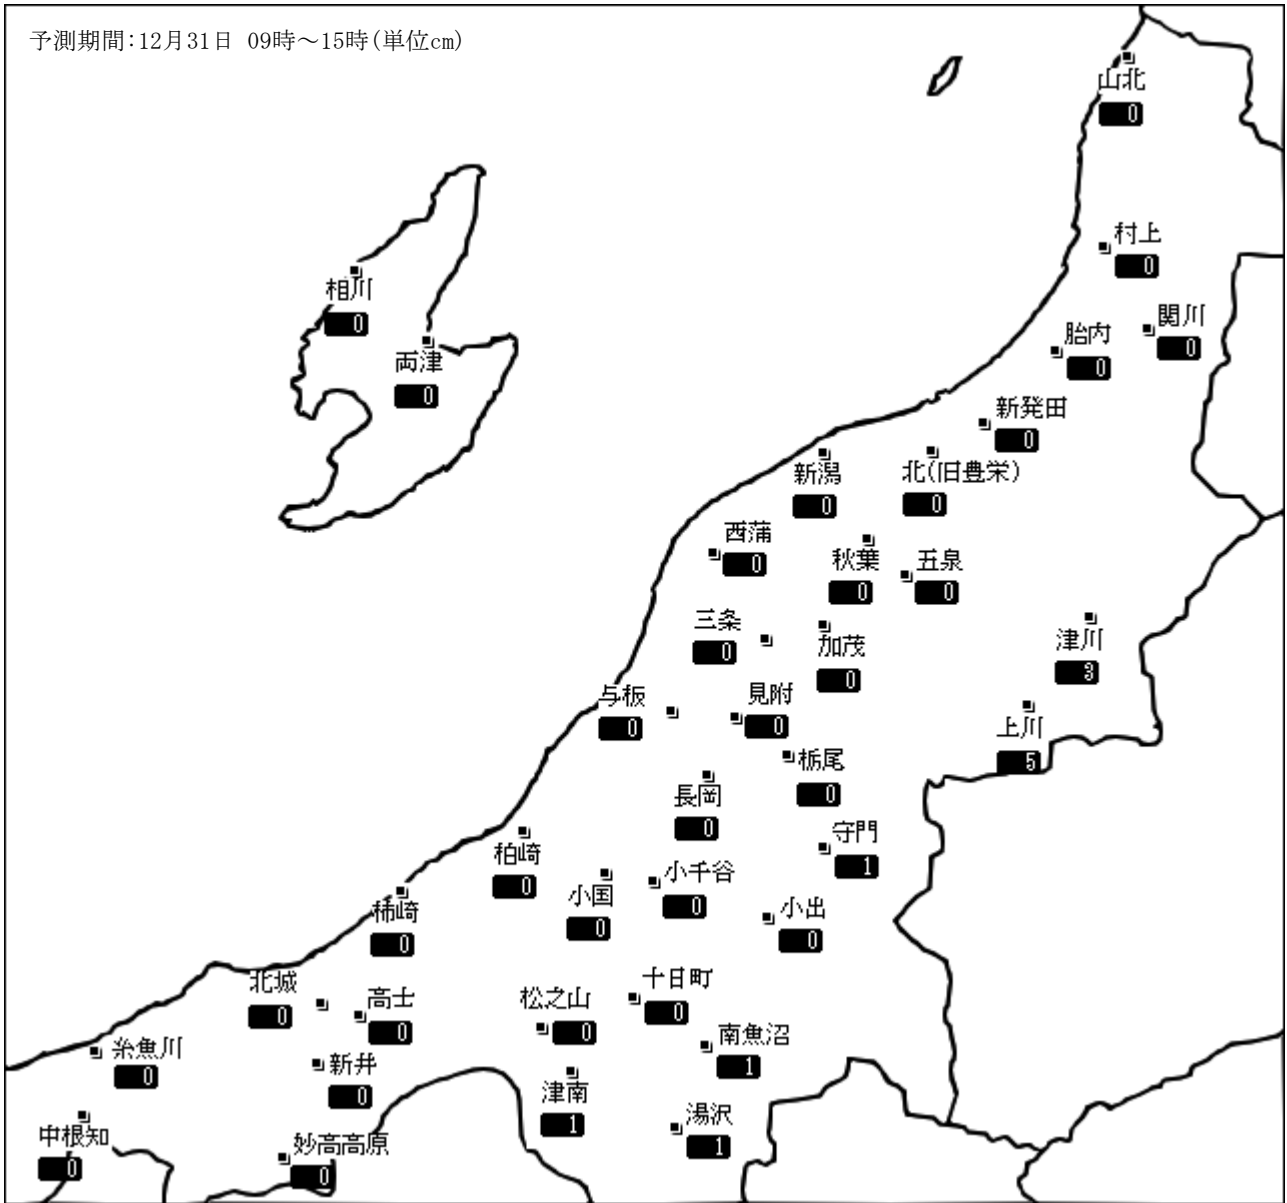 予測期間:12月31日 09時～15時(単位cm)
山北
0
村上
0
関川
0
胎内
0
相川
0
両津
0
新発田
0
新潟
0
北(旧豊栄)
0
西蒲
0
秋葉
0
五泉
0
三条
0
加茂
0
津川
3
与板
0
見附
0
上川
5
栃尾
0
長岡
0
守門
1
柏崎
0
小国
0
小千谷
0
小出
0
柿崎
0
北城
0
高士
0
松之山
0
十日町
0
南魚沼
1
糸魚川
0
新井
0
津南
1
湯沢
1
中根知
0
妙高高原
0